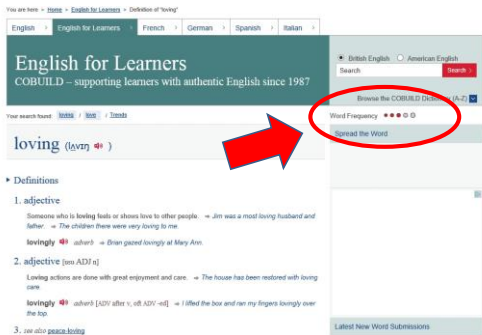 You are here > Home > English for Learners > Definition of "loving"
English > English for Learners > French > German > Spanish > Italian >
English for Learners
COBUILD – supporting learners with authentic English since 1987
British English American English
Search Search >
Browse the COBUILD Dictionary (A-Z)
Your search found: loving / love / Trends
Word Frequency
loving (lʌvɪŋ )
Spread the Word
Definitions
1. adjective
Someone who is loving feels or shows love to other people. ⇒ Jim was a most loving husband and
father. ⇒ The children there were very loving to me.
lovingly adverb ⇒ Brian gazed lovingly at Mary Ann.
2. adjective [usu ADJ n]
Loving actions are done with great enjoyment and care. ⇒ The house has been restored with loving
care.
lovingly adverb [ADV after v, oft ADV -ed] ⇒ I lifted the box and ran my fingers lovingly over
the top.
3. see also peace-loving
Latest New Word Submissions